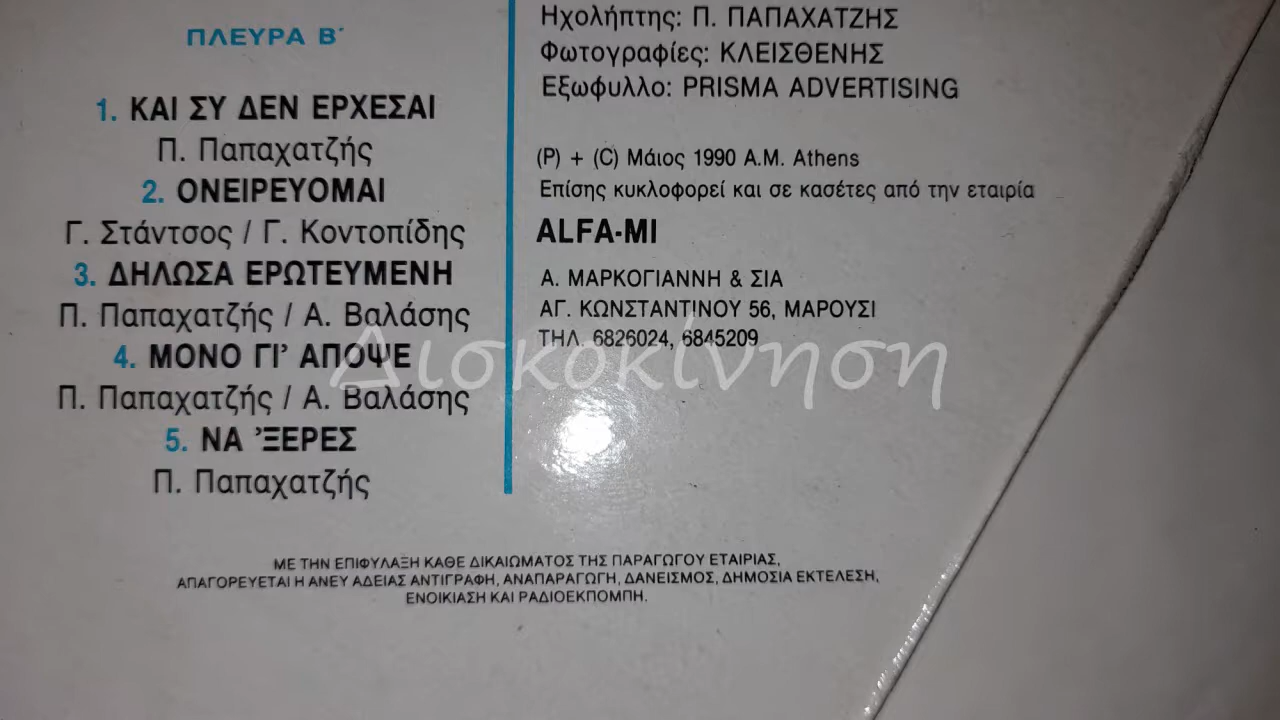 ΠΛΕΥΡΑ Β΄
1. ΚΑΙ ΣΥ ΔΕΝ ΕΡΧΕΣΑΙ
Π. Παπαχατζής
2. ΟΝΕΙΡΕΥΟΜΑΙ
Γ. Στάντσος / Γ. Κοντοπίδης
3. ΔΗΛΩΣΑ ΕΡΩΤΕΥΜΕΝΗ
Π. Παπαχατζής / Α. Βαλάσης
4. ΜΟΝΟ ΓΙ' ΑΠΟΨΕ
Π. Παπαχατζής / Α. Βαλάσης
5. ΝΑ 'ΞΕΡΕΣ
Π. Παπαχατζής
Ηχολήπτης: Π. ΠΑΠΑΧΑΤΖΗΣ
Φωτογραφίες: ΚΛΕΙΣΘΕΝΗΣ
Εξωφυλλο: PRISMA ADVERTISING
(P) + (C) Μάιος 1990 A.M. Athens
Επίσης κυκλοφορεί και σε κασέτες από την εταιρία
ALFA-MI
Α. ΜΑΡΚΟΓΙΑΝΝΗ & ΣΙΑ
ΑΓ. ΚΩΝΣΤΑΝΤΙΝΟΥ 56, ΜΑΡΟΥΣΙ
ΤΗΛ. 6826024, 6845209
Δισκοκίνηση
ΜΕ ΤΗΝ ΕΠΙΦΥΛΑΞΗ ΚΑΘΕ ΔΙΚΑΙΩΜΑΤΟΣ ΤΗΣ ΠΑΡΑΓΩΓΟΥ ΕΤΑΙΡΙΑΣ,
ΑΠΑΓΟΡΕΥΕΤΑΙ Η ΑΝΕΥ ΑΔΕΙΑΣ ΑΝΤΙΓΡΑΦΗ, ΑΝΑΠΑΡΑΓΩΓΗ, ΔΑΝΕΙΣΜΟΣ, ΔΗΜΟΣΙΑ ΕΚΤΕΛΕΣΗ,
ΕΝΟΙΚΙΑΣΗ ΚΑΙ ΡΑΔΙΟΕΚΠΟΜΠΗ.